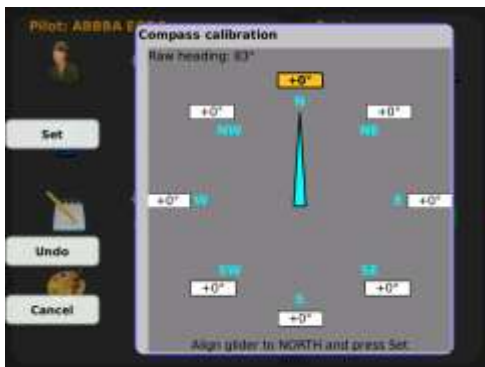 Pilot: ABBBA
Compass calibration
Raw heading: 83°
+0°
N
+0°
+0°
NW
NE
Set
+0°
W
E
+0°
Undo
SW
SE
+0°
+0°
S
+0°
Cancel
Align glider to NORTH and press Set